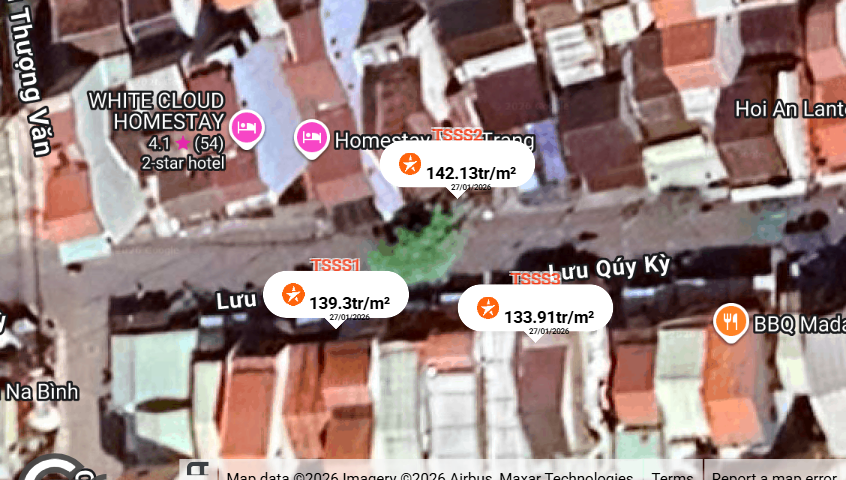 Thượng Văn
WHITE CLOUD
HOMESTAY
4.1 ★ (54)
2-star hotel
Homestay
Trang
TSSS2
142.13tr/m²
27/01/2026
Hoi An Lant
TSSS1
139.3tr/m²
27/01/2026
Lưu
TSSS3
133.91tr/m²
27/01/2026
Lưu Qúy Kỳ
BBQ Mada
Na Bình
Map data ©2026 Imagery ©2026 Airbus, Maxar Technologies
Terms
Report a map error